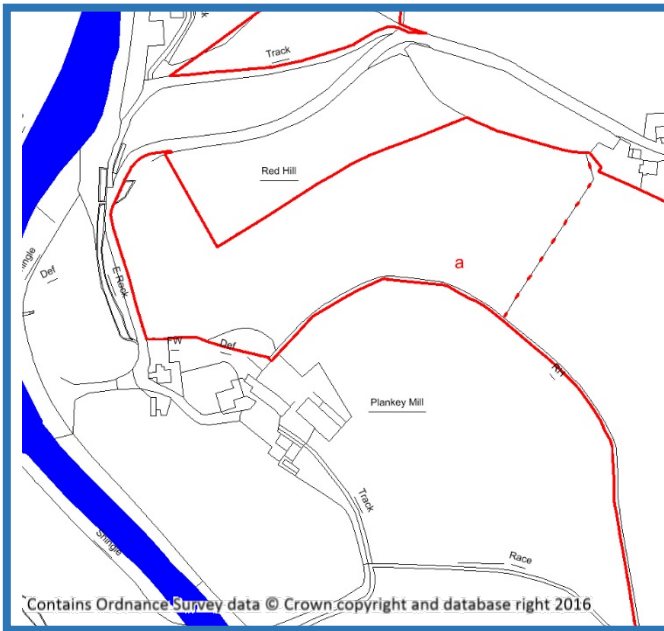 Track
Red Hill
Def
E Rock
a
FW
Def
RH
Plankey Mill
Track
Shingle
Race
Contains Ordnance Survey data © Crown copyright and database right 2016